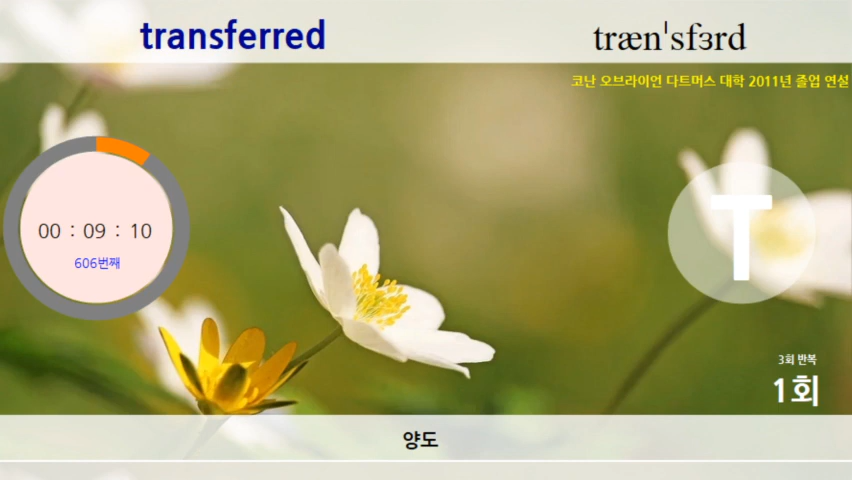 transferred
træn'sfɜrd
코난 오브라이언 다트머스 대학 2011년 졸업 연설
00 : 09 : 10
606번째
T
3회 반복
1회
양도